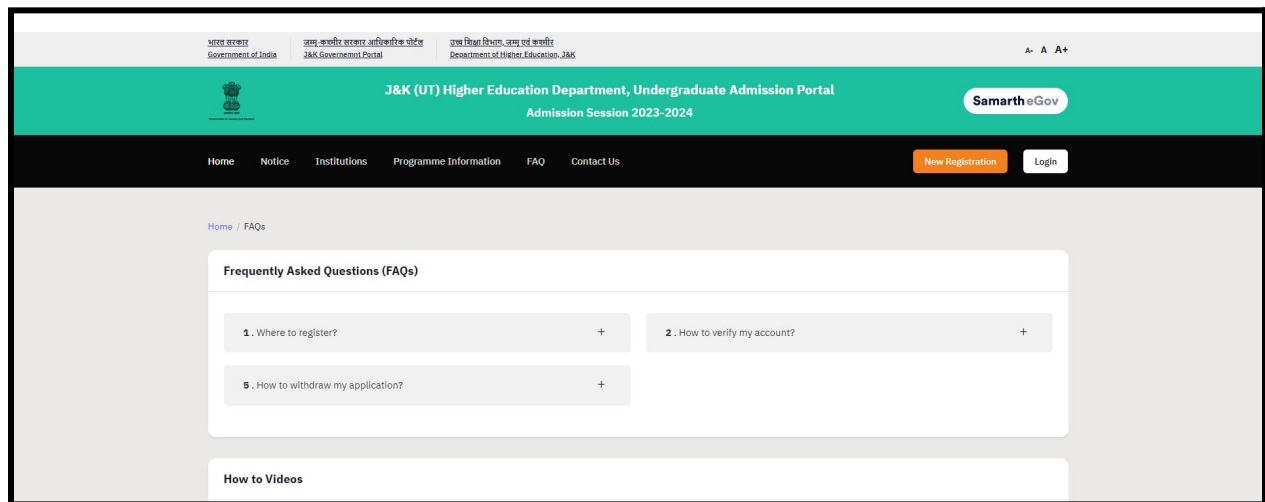 भारत सरकार
Government of India
जम्मू-कश्मीर सरकार आधिकारिक पोर्टल
J&K Governemnt Portal
उच्च शिक्षा विभाग, जम्मू एवं कश्मीर
Department of Higher Education, J&K
A- A A+
J&K (UT) Higher Education Department, Undergraduate Admission Portal
Admission Session 2023-2024
Samarth eGov
Home Notice Institutions Programme Information FAQ Contact Us New Registration Login
Home / FAQs
Frequently Asked Questions (FAQs)
1 . Where to register? +
2 . How to verify my account? +
5 . How to withdraw my application? +
How to Videos